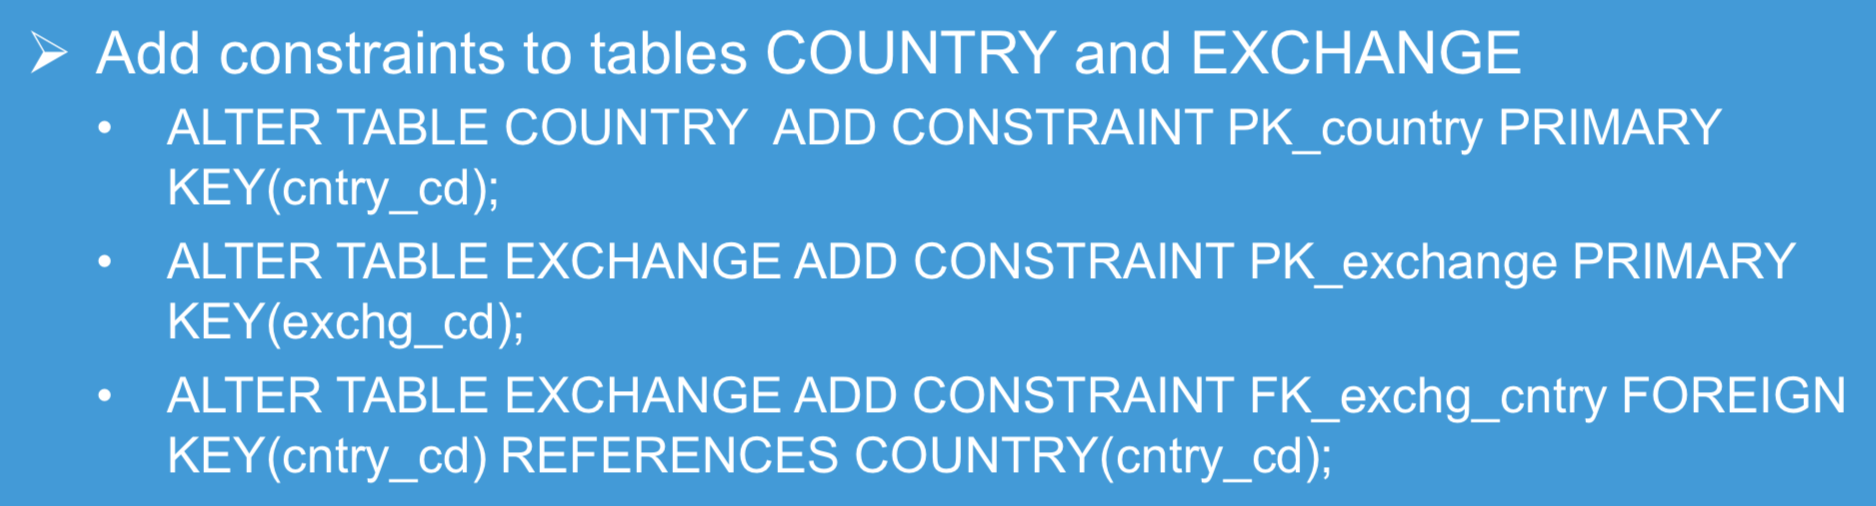 ➢ Add constraints to tables COUNTRY and EXCHANGE
• ALTER TABLE COUNTRY  ADD CONSTRAINT PK_country PRIMARY
KEY(cntry_cd);
• ALTER TABLE EXCHANGE ADD CONSTRAINT PK_exchange PRIMARY
KEY(exchg_cd);
• ALTER TABLE EXCHANGE ADD CONSTRAINT FK_exchg_cntry FOREIGN
KEY(cntry_cd) REFERENCES COUNTRY(cntry_cd);